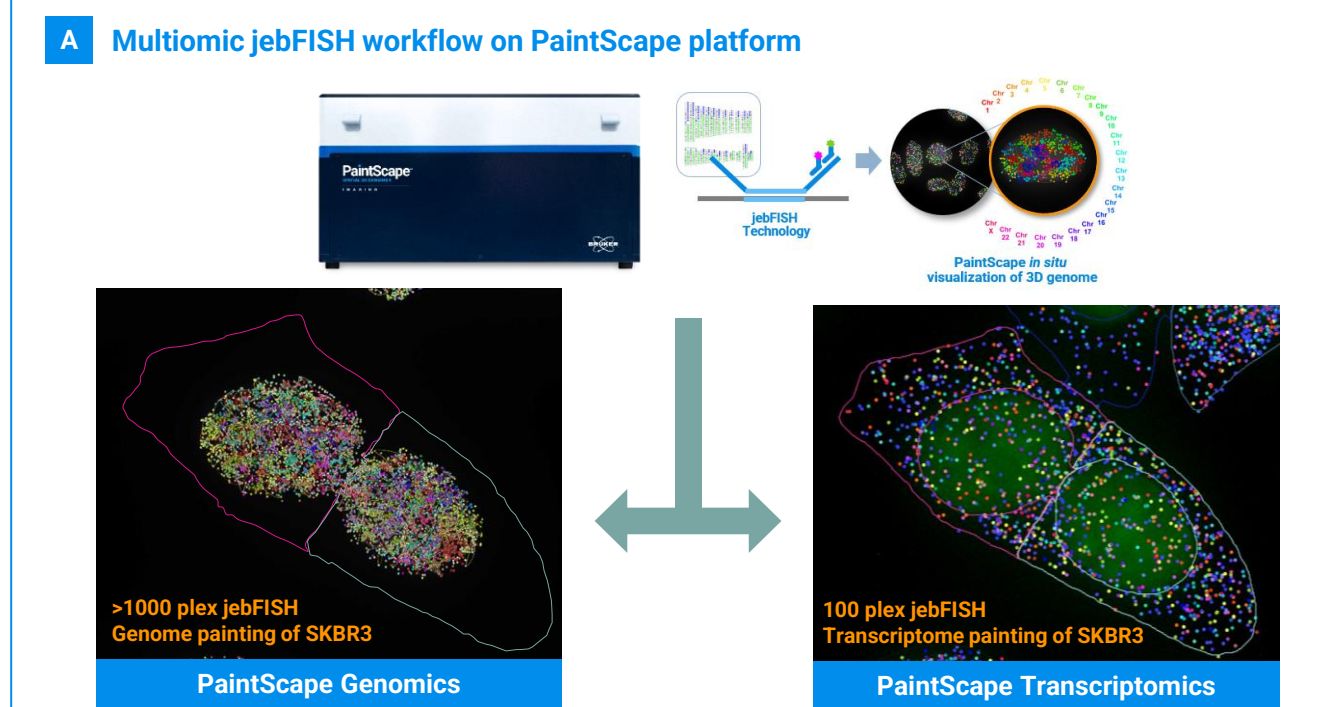 A
Multiomic jebFISH workflow on PaintScape platform
PaintScape™
IMAGING
BRUKER
jebFISH
Technology
Chr
1
Chr
2
Chr
3
Chr
4
Chr
5
Chr
6
Chr
7
Chr
8
Chr
9
Chr
10
Chr
11
Chr
12
Chr
13
Chr
14
Chr
15
Chr
16
Chr
17
Chr
18
Chr
19
Chr
20
Chr
21
Chr
22
Chr
X
PaintScape in situ
visualization of 3D genome
>1000 plex jebFISH
Genome painting of SKBR3
PaintScape Genomics
100 plex jebFISH
Transcriptome painting of SKBR3
PaintScape Transcriptomics